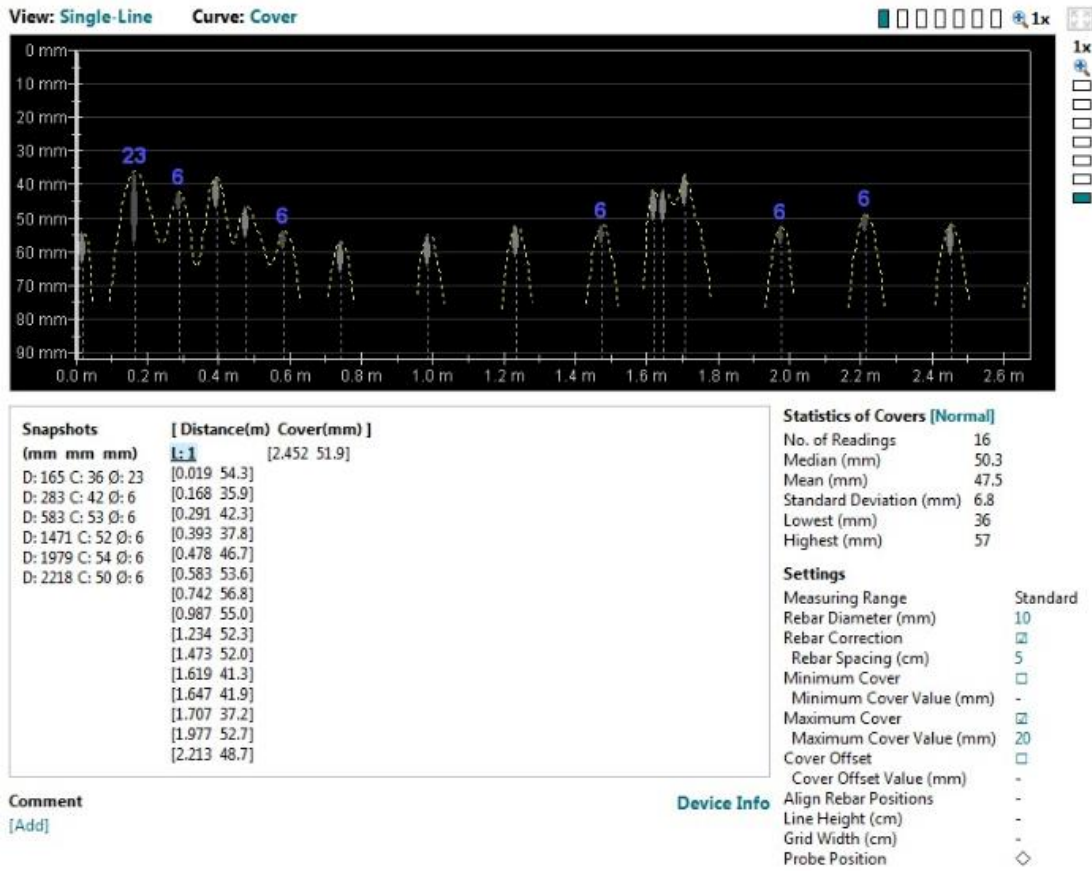 View: Single-Line Curve: Cover
1x
1x
0 mm
10 mm
20 mm
30 mm
40 mm
50 mm
60 mm
70 mm
80 mm
90 mm
23
6
6
6
6
6
0.0 m 0.2 m 0.4 m 0.6 m 0.8 m 1.0 m 1.2 m 1.4 m 1.6 m 1.8 m 2.0 m 2.2 m 2.4 m 2.6 m
Snapshots
(mm mm mm)
D: 165 C: 36 Ø: 23
D: 283 C: 42 Ø: 6
D: 583 C: 53 Ø: 6
D: 1471 C: 52 Ø: 6
D: 1979 C: 54 Ø: 6
D: 2218 C: 50 Ø: 6
[ Distance(m) Cover(mm) ]
L: 1 [2.452 51.9]
[0.019 54.3]
[0.168 35.9]
[0.291 42.3]
[0.393 37.8]
[0.478 46.7]
[0.583 53.6]
[0.742 56.8]
[0.987 55.0]
[1.234 52.3]
[1.473 52.0]
[1.619 41.3]
[1.647 41.9]
[1.707 37.2]
[1.977 52.7]
[2.213 48.7]
Statistics of Covers [Normal]
No. of Readings 16
Median (mm) 50.3
Mean (mm) 47.5
Standard Deviation (mm) 6.8
Lowest (mm) 36
Highest (mm) 57
Settings
Measuring Range Standard
Rebar Diameter (mm) 10
Rebar Correction ☑
Rebar Spacing (cm) 5
Minimum Cover ☐
Minimum Cover Value (mm) -
Maximum Cover ☑
Maximum Cover Value (mm) 20
Cover Offset ☐
Cover Offset Value (mm) -
Align Rebar Positions -
Line Height (cm) -
Grid Width (cm) -
Probe Position ◇
Comment
[Add]
Device Info